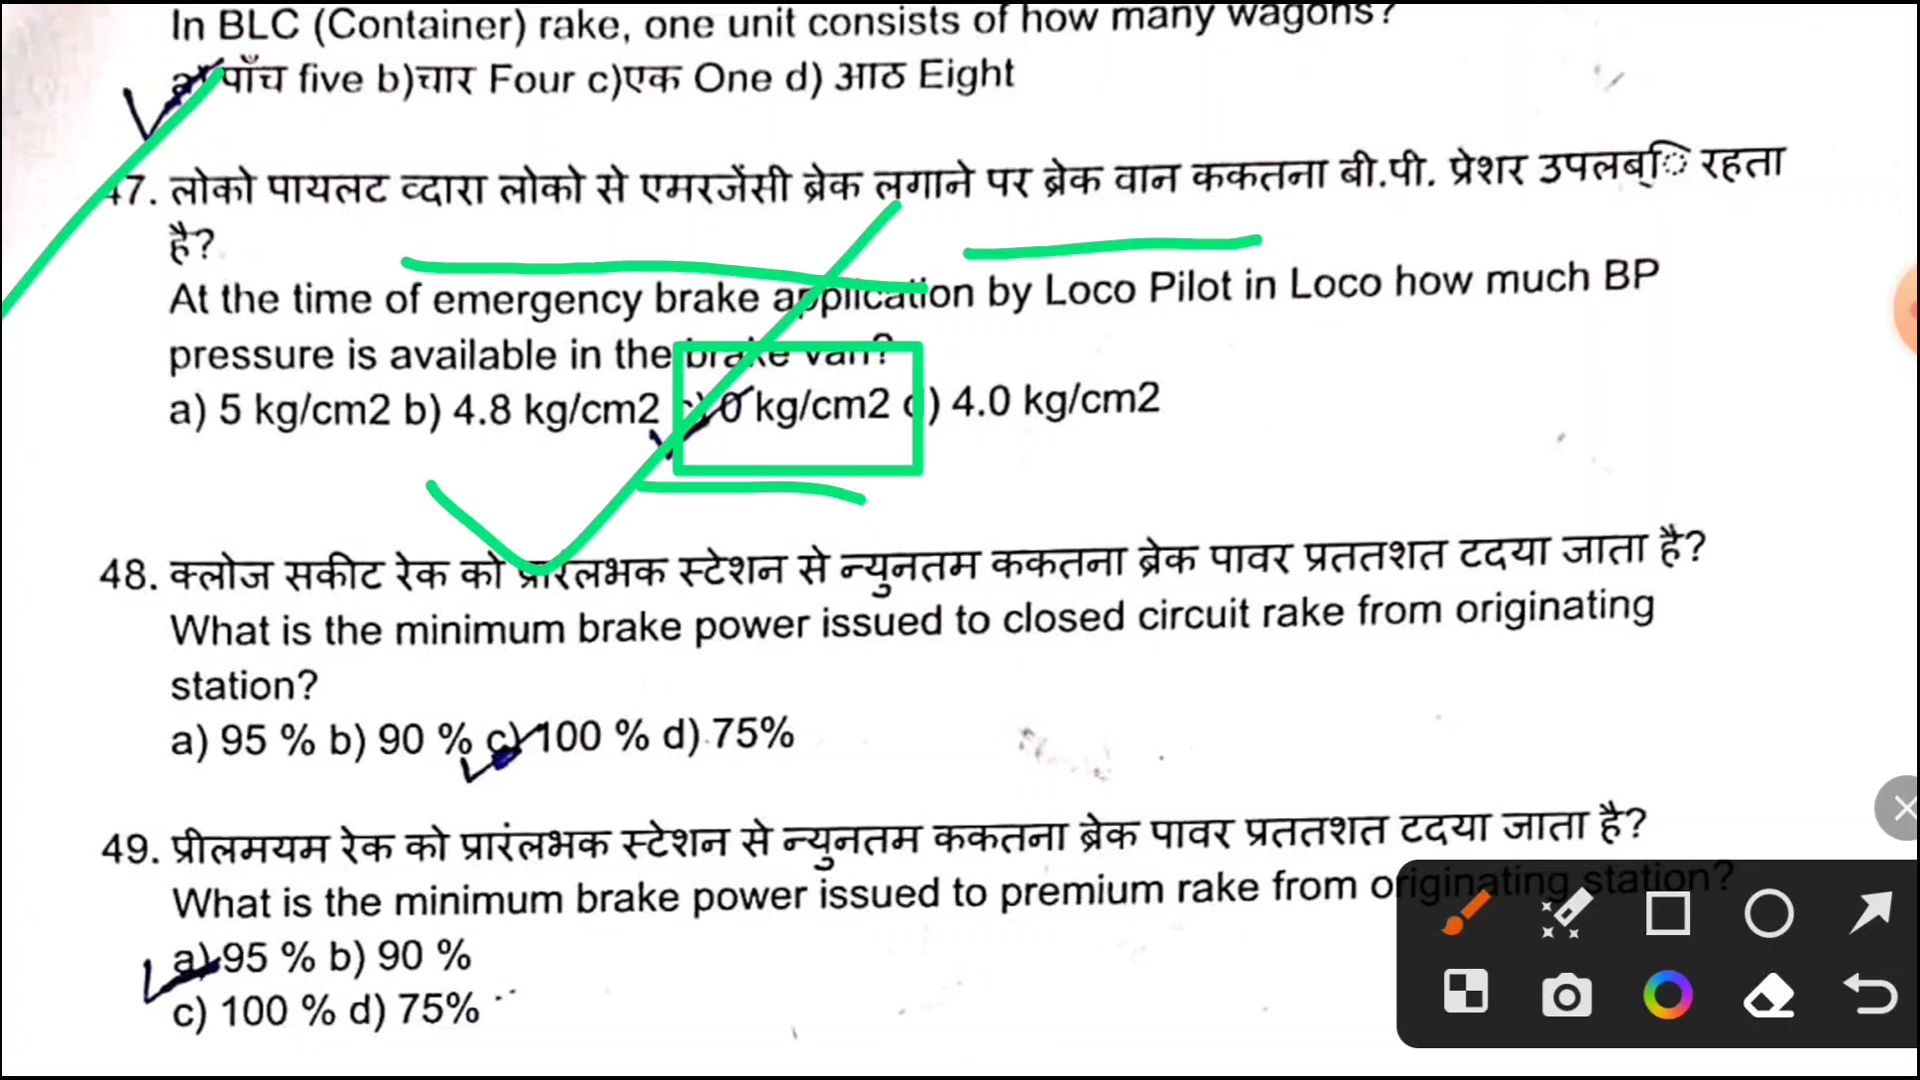 In BLC (Container) rake, one unit consists of how many wagons?
a) पाँच five b)चार Four c)एक One d) आठ Eight
47. लोको पायलट व्दारा लोको से एमरजेंसी ब्रेक लगाने पर ब्रेक वान ककतना बी.पी. प्रेशर उपलब्ि रहता
है?
At the time of emergency brake application by Loco Pilot in Loco how much BP
pressure is available in the brake van?
a) 5 kg/cm2 b) 4.8 kg/cm2 c) 0 kg/cm2 d) 4.0 kg/cm2
48. क्लोज सकीट रेक को प्रारंलभक स्टेशन से न्युनतम ककतना ब्रेक पावर प्रततशत टदया जाता है?
What is the minimum brake power issued to closed circuit rake from originating
station?
a) 95 % b) 90 % c) 100 % d) 75%
49. प्रीलमयम रेक को प्रारंलभक स्टेशन से न्युनतम ककतना ब्रेक पावर प्रततशत टदया जाता है?
What is the minimum brake power issued to premium rake from originating station?
a) 95 % b) 90 %
c) 100 % d) 75%